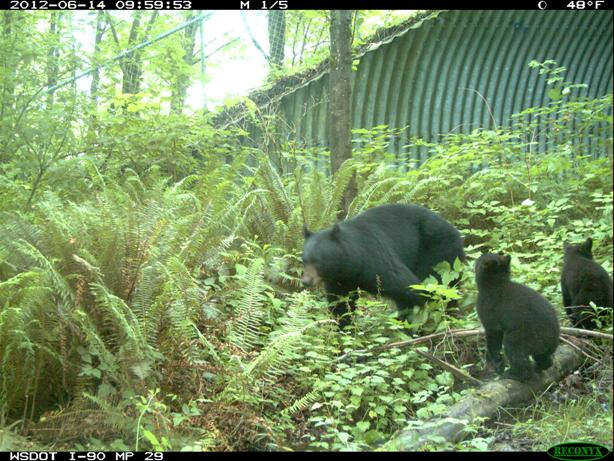 2012-06-14 09:59:53 M 1/5 48°F
WSDOT I-90 MP 29
RECONYX